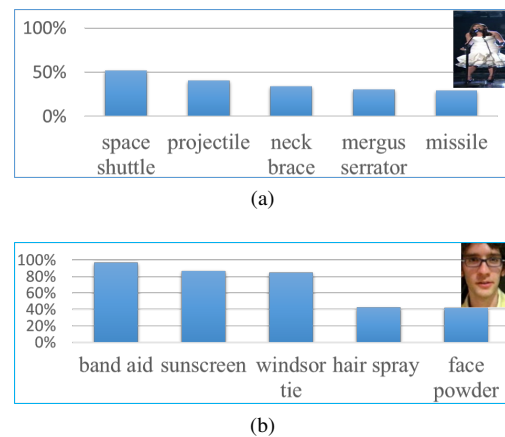 100%
50%
0%
space shuttle projectile neck brace mergus serrator missile
(a)
100%
80%
60%
40%
20%
0%
band aid sunscreen windsor tie hair spray face powder
(b)